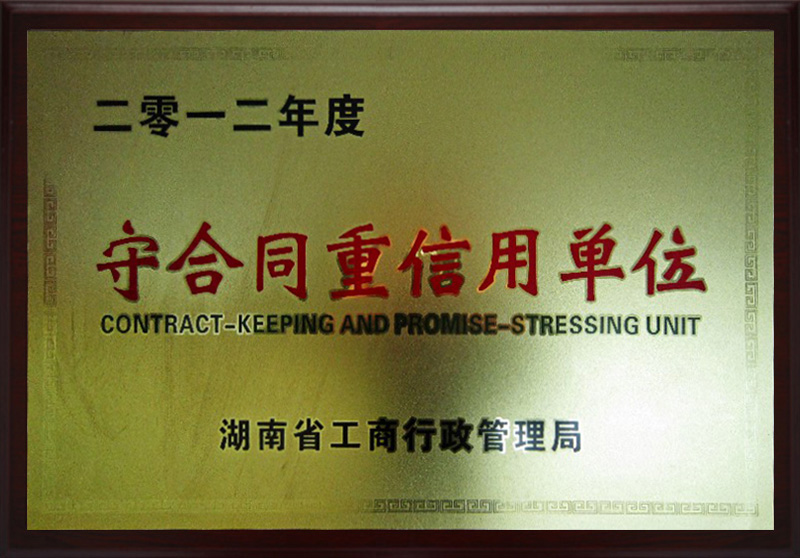 二零一二年度
守合同重信用单位
CONTRACT-KEEPING AND PROMISE-STRESSING UNIT
湖南省工商行政管理局